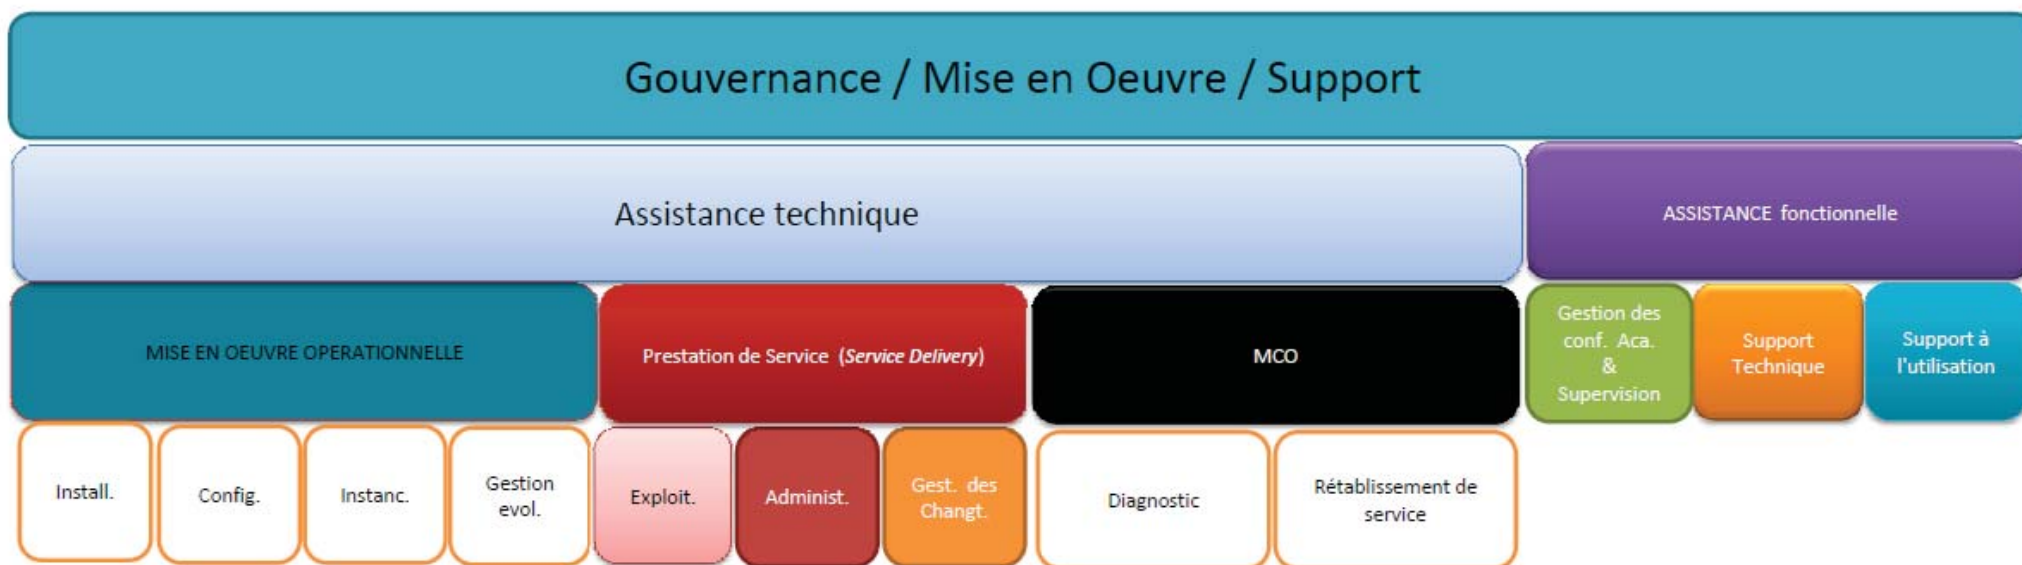 Gouvernance / Mise en Oeuvre / Support
Assistance technique
ASSISTANCE fonctionnelle
MISE EN OEUVRE OPERATIONNELLE
Prestation de Service (Service Delivery)
MCO
Gestion des
conf. Aca.
&
Supervision
Support
Technique
Support à
l'utilisation
Install.
Config.
Instanc.
Gestion
evol.
Exploit.
Administ.
Gest. des
Changt.
Diagnostic
Rétablissement de
service